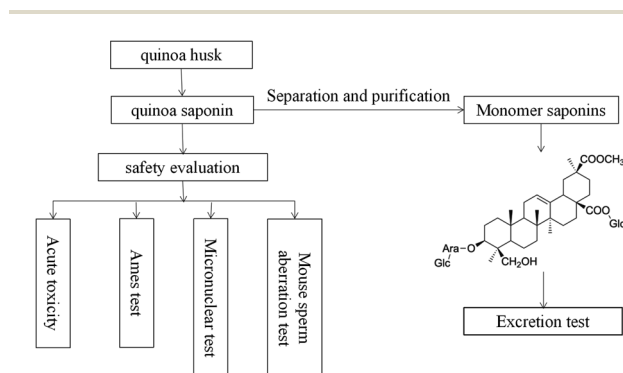 quinoa husk
quinoa saponin
Separation and purification
Monomer saponins
safety evaluation
COOCH3
COO
Glc
Ara
O
Glc
CH2OH
Acute toxicity
Ames test
Micronuclear test
Mouse sperm
aberration test
Excretion test